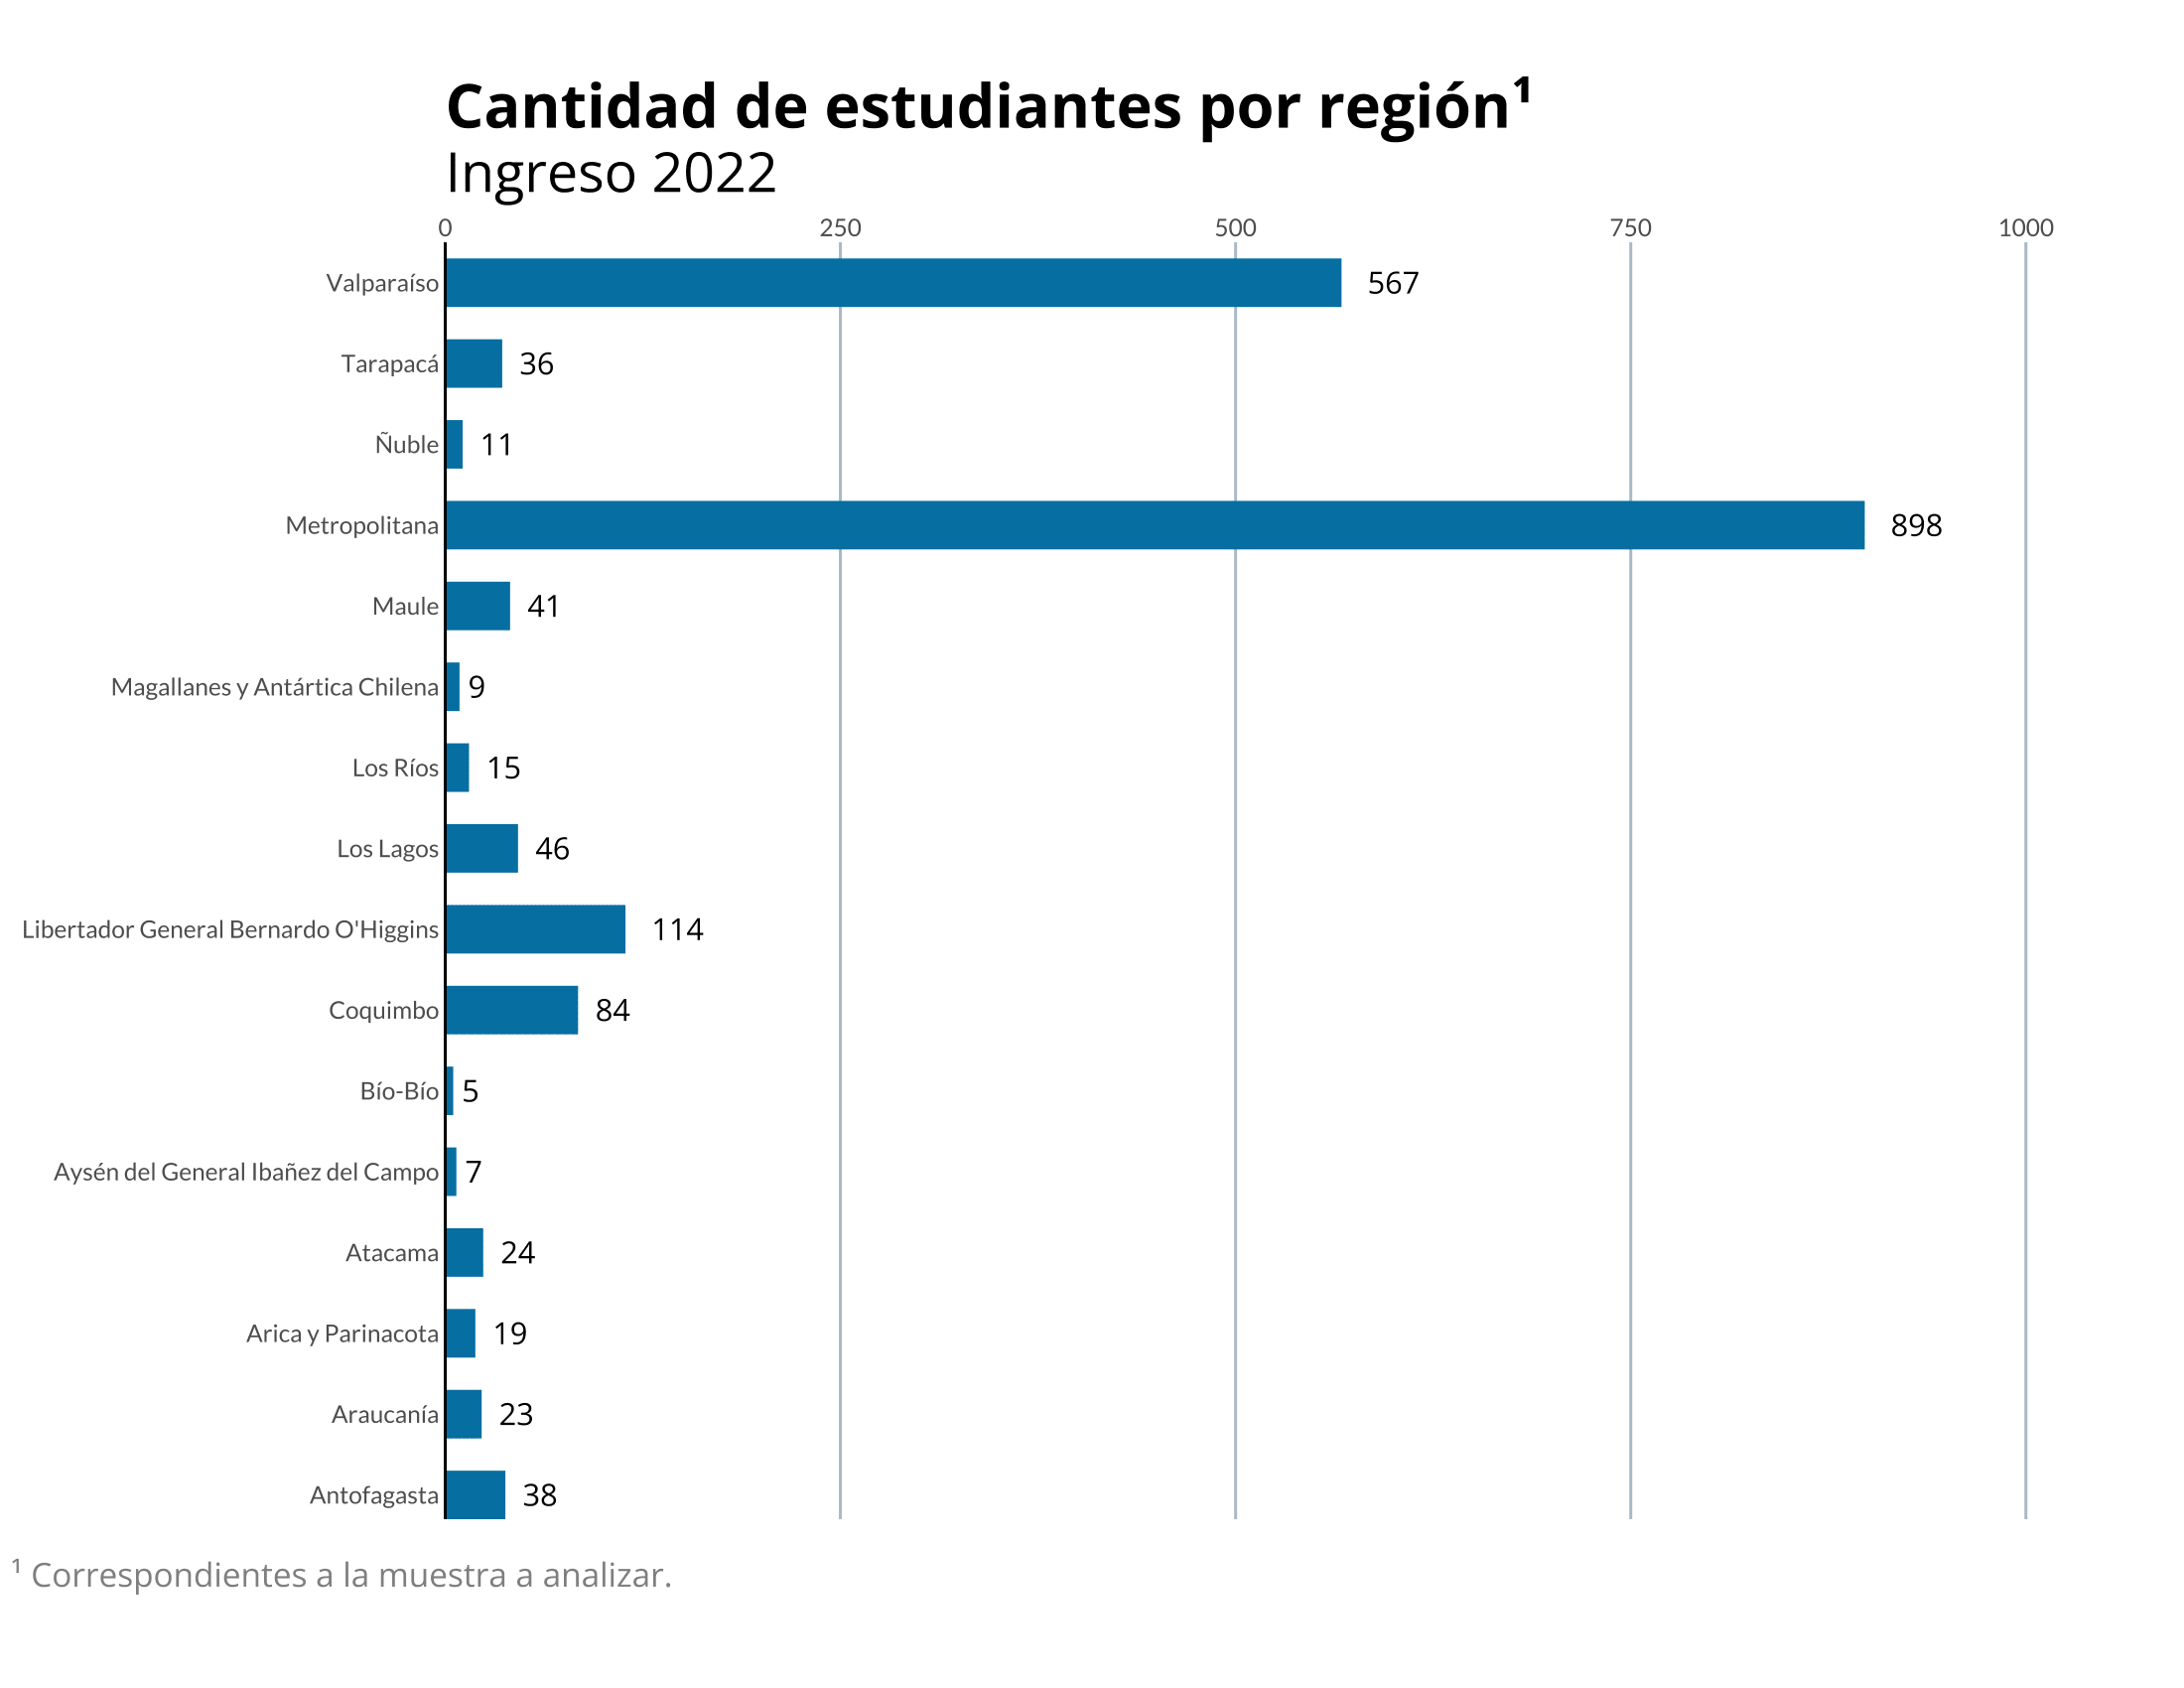 Cantidad de estudiantes por región¹
Ingreso 2022
0 250 500 750 1000
Valparaíso 567
Tarapacá 36
Ñuble 11
Metropolitana 898
Maule 41
Magallanes y Antártica Chilena 9
Los Ríos 15
Los Lagos 46
Libertador General Bernardo O'Higgins 114
Coquimbo 84
Bío-Bío 5
Aysén del General Ibañez del Campo 7
Atacama 24
Arica y Parinacota 19
Araucanía 23
Antofagasta 38
¹ Correspondientes a la muestra a analizar.